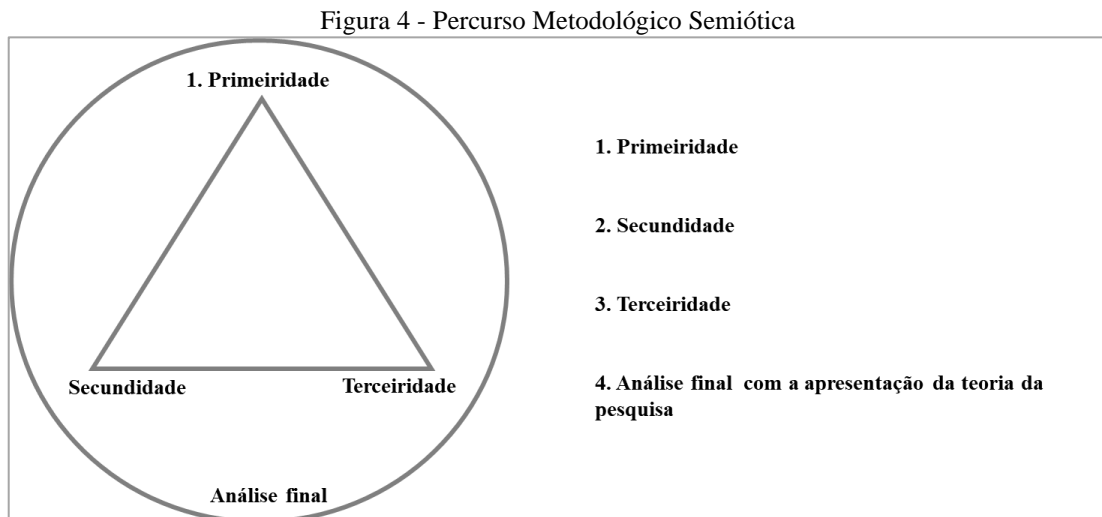 Figura 4 - Percurso Metodológico Semiótica
1. Primeiridade
Secundidade
Terceiridade
Análise final
1. Primeiridade
2. Secundidade
3. Terceiridade
4. Análise final com a apresentação da teoria da
pesquisa